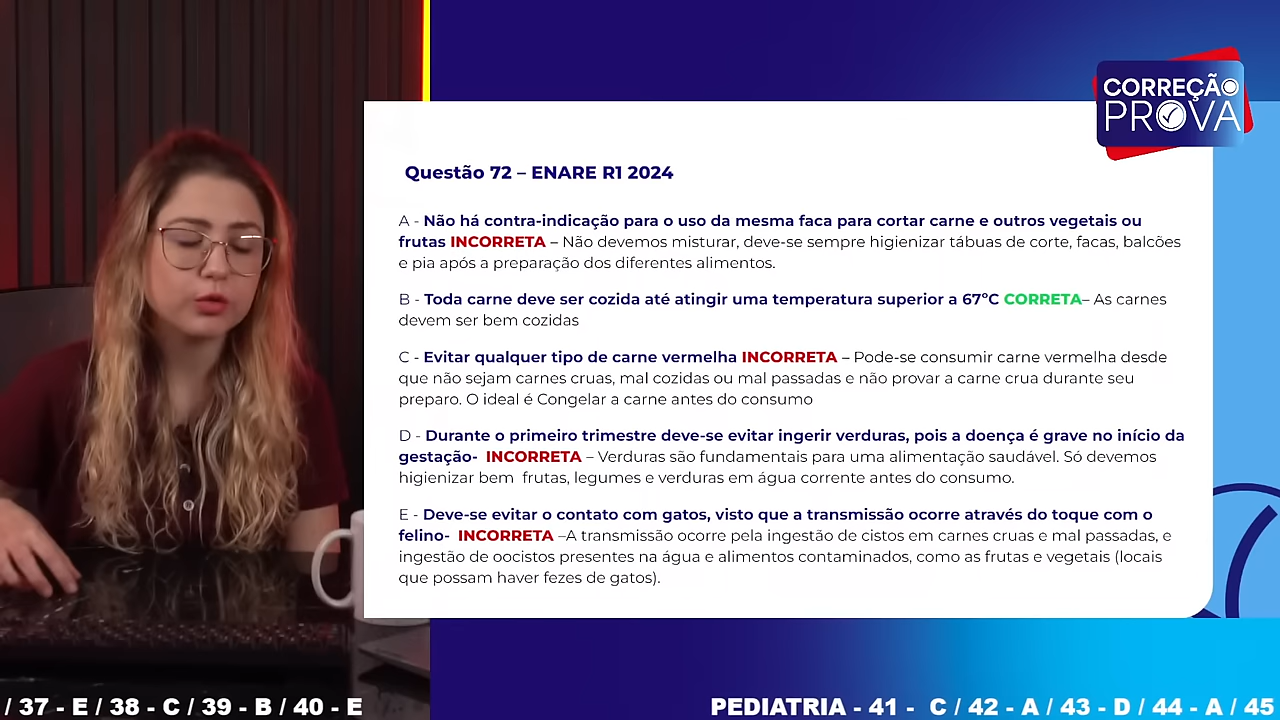 CORREÇÃO
PROVA
Questão 72 – ENARE R1 2024
A - Não há contra-indicação para o uso da mesma faca para cortar carne e outros vegetais ou
frutas INCORRETA – Não devemos misturar, deve-se sempre higienizar tábuas de corte, facas, balcões
e pia após a preparação dos diferentes alimentos.
B - Toda carne deve ser cozida até atingir uma temperatura superior a 67ºC CORRETA– As carnes
devem ser bem cozidas
C - Evitar qualquer tipo de carne vermelha INCORRETA – Pode-se consumir carne vermelha desde
que não sejam carnes cruas, mal cozidas ou mal passadas e não provar a carne crua durante seu
preparo. O ideal é Congelar a carne antes do consumo
D - Durante o primeiro trimestre deve-se evitar ingerir verduras, pois a doença é grave no início da
gestação- INCORRETA – Verduras são fundamentais para uma alimentação saudável. Só devemos
higienizar bem frutas, legumes e verduras em água corrente antes do consumo.
E - Deve-se evitar o contato com gatos, visto que a transmissão ocorre através do toque com o
felino- INCORRETA –A transmissão ocorre pela ingestão de cistos em carnes cruas e mal passadas, e
ingestão de oocistos presentes na água e alimentos contaminados, como as frutas e vegetais (locais
que possam haver fezes de gatos).
/ 37 - E / 38 - C / 39 - B / 40 - E PEDIATRIA - 41 - C / 42 - A / 43 - D / 44 - A / 45